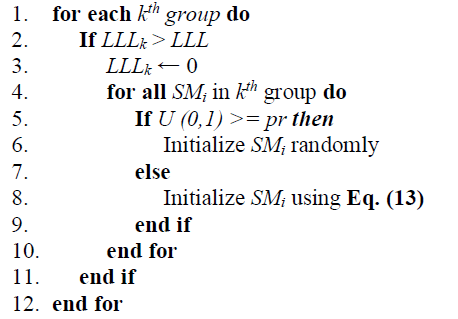 1. for each kth group do
2. If LLLk > LLL
3. LLLk ← 0
4. for all SMi in kth group do
5. If U (0,1) >= pr then
6. Initialize SMi randomly
7. else
8. Initialize SMi using Eq. (13)
9. end if
10. end for
11. end if
12. end for